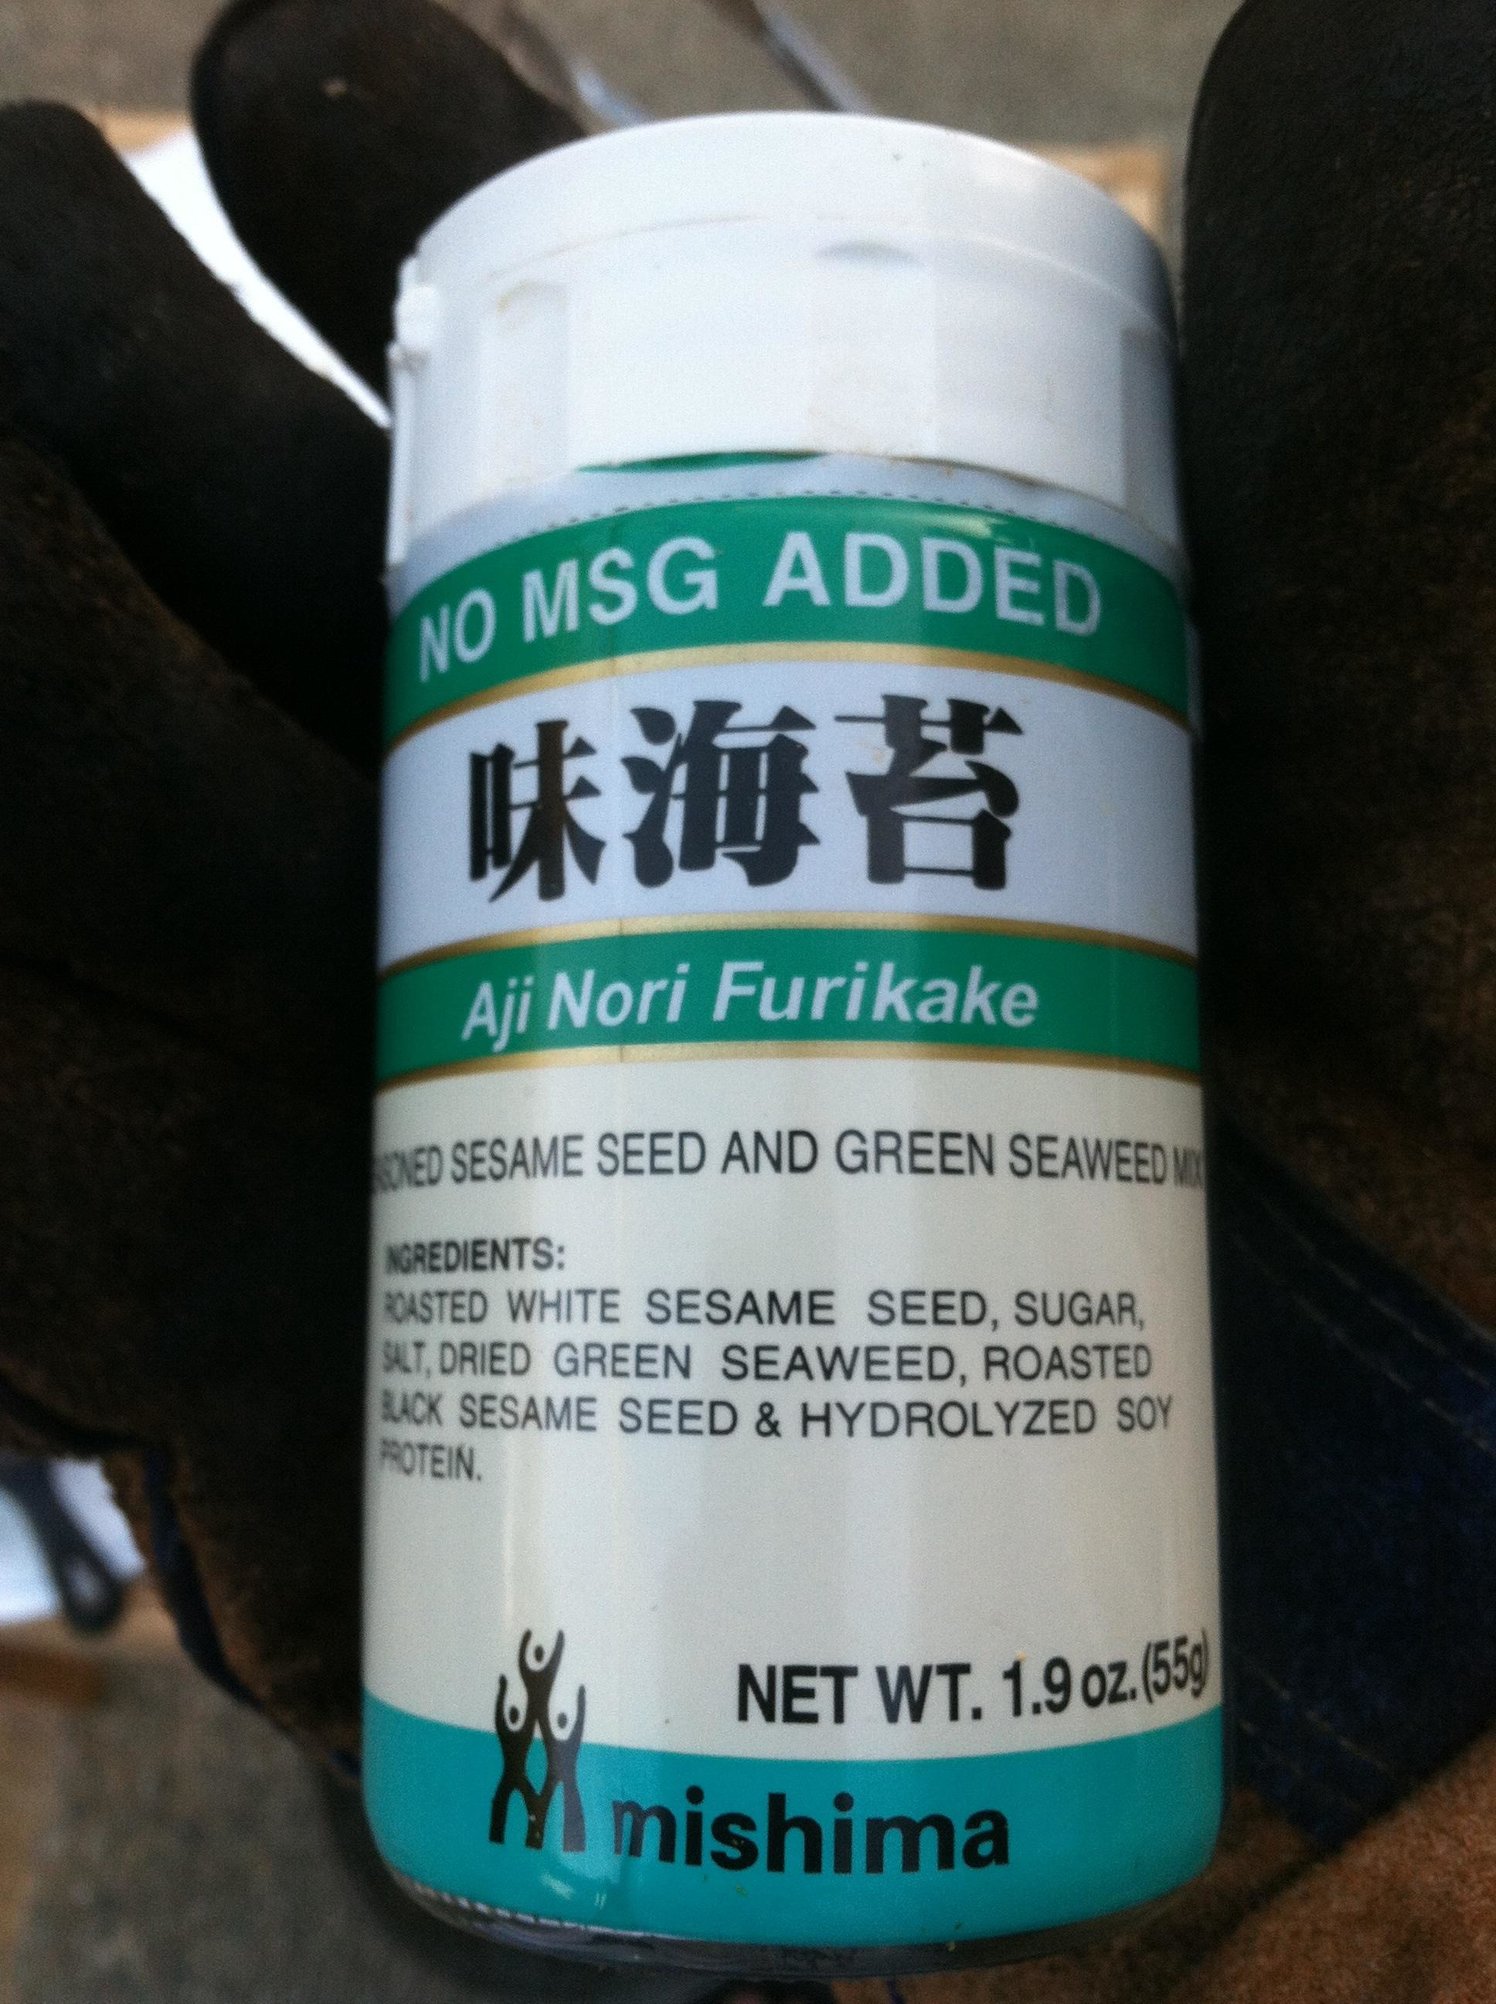 NO MSG ADDED
味海苔
Aji Nori Furikake
SESAME SEED AND GREEN SEAWEED MIX
INGREDIENTS:
ROASTED WHITE SESAME SEED, SUGAR,
SALT, DRIED GREEN SEAWEED, ROASTED
BLACK SESAME SEED & HYDROLYZED SOY
PROTEIN.
NET WT. 1.9 oz. (55g)
mishima